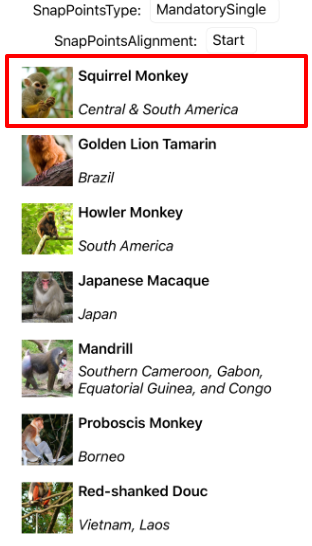 SnapPointsType: MandatorySingle
SnapPointsAlignment: Start
Squirrel Monkey
Central & South America
Golden Lion Tamarin
Brazil
Howler Monkey
South America
Japanese Macaque
Japan
Mandrill
Southern Cameroon, Gabon,
Equatorial Guinea, and Congo
Proboscis Monkey
Borneo
Red-shanked Douc
Vietnam, Laos